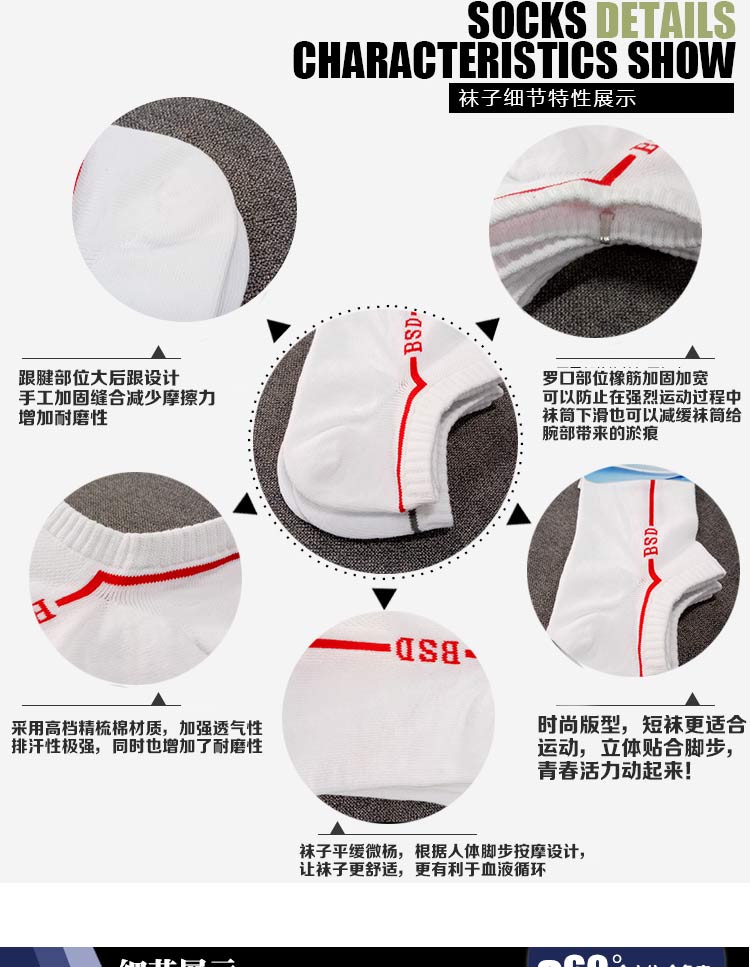 SOCKS DETAILS
CHARACTERISTICS SHOW
袜子细节特性展示
BSD
跟腱部位大后跟设计
手工加固缝合减少摩擦力
增加耐磨性
罗口部位橡筋加固加宽
可以防止在强烈运动过程中
袜筒下滑也可以减缓袜筒给
腕部带来的淤痕
BSD
BSD
采用高档精梳棉材质，加强透气性
排汗性极强，同时也增加了耐磨性
时尚版型，短袜更适合
运动，立体贴合脚步，
青春活力动起来！
袜子平缓微杨，根据人体脚步按摩设计，
让袜子更舒适，更有利于血液循环
细节展示